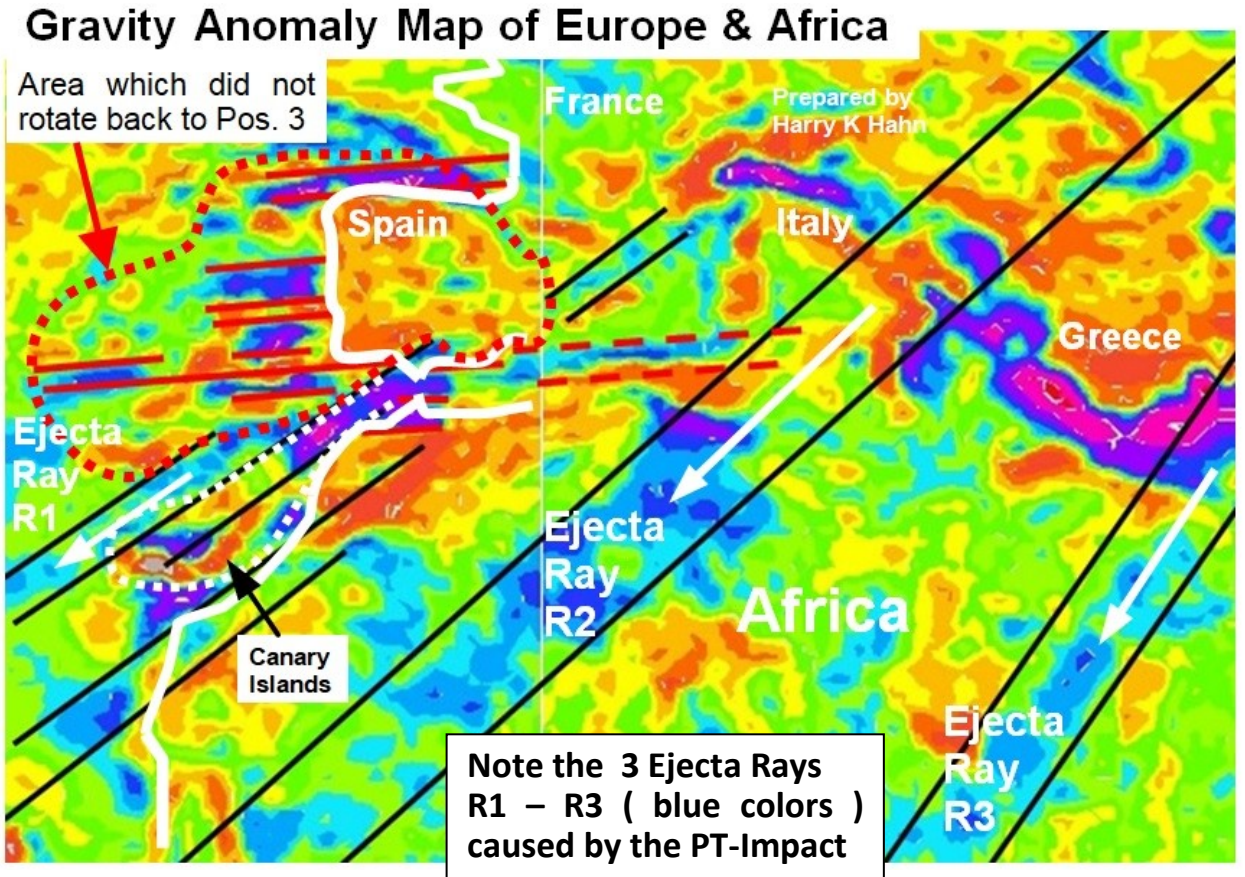 Gravity Anomaly Map of Europe & Africa
Area which did not
rotate back to Pos. 3
France
Prepared by
Harry K Hahn
Spain
Italy
Greece
Ejecta
Ray
R1
Ejecta
Ray
R2
Africa
Canary
Islands
Ejecta
Ray
R3
Note the 3 Ejecta Rays
R1 – R3 ( blue colors )
caused by the PT-Impact